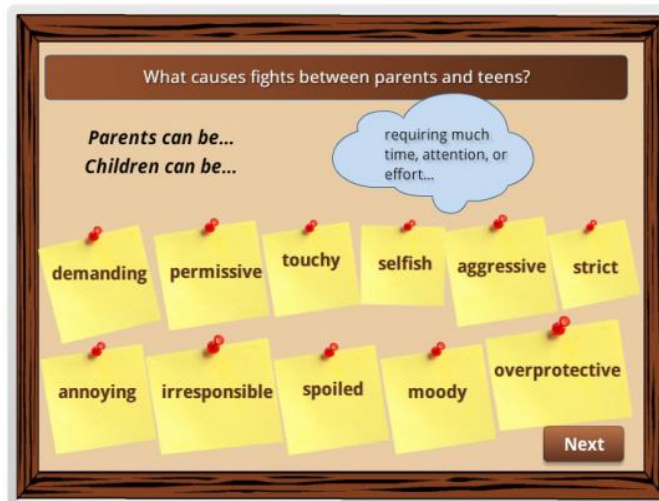 What causes fights between parents and teens?
Parents can be...
Children can be...
requiring much
time, attention, or
effort...
demanding
permissive
touchy
selfish
aggressive
strict
annoying
irresponsible
spoiled
moody
overprotective
Next